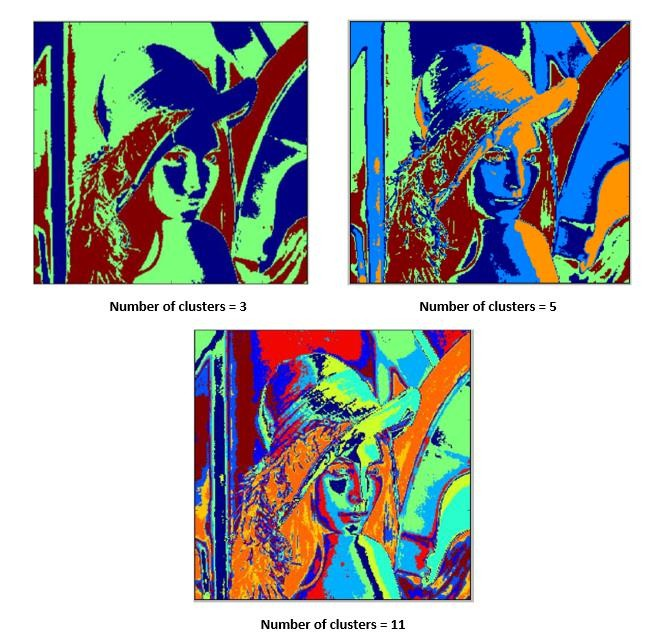 Number of clusters = 3
Number of clusters = 5
Number of clusters = 11